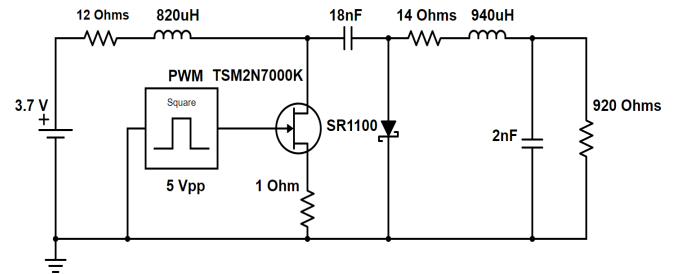 12 Ohms 820uH 18nF 14 Ohms 940uH
PWM TSM2N7000K
3.7 V
+
Square
SR1100
920 Ohms
2nF
5 Vpp
1 Ohm